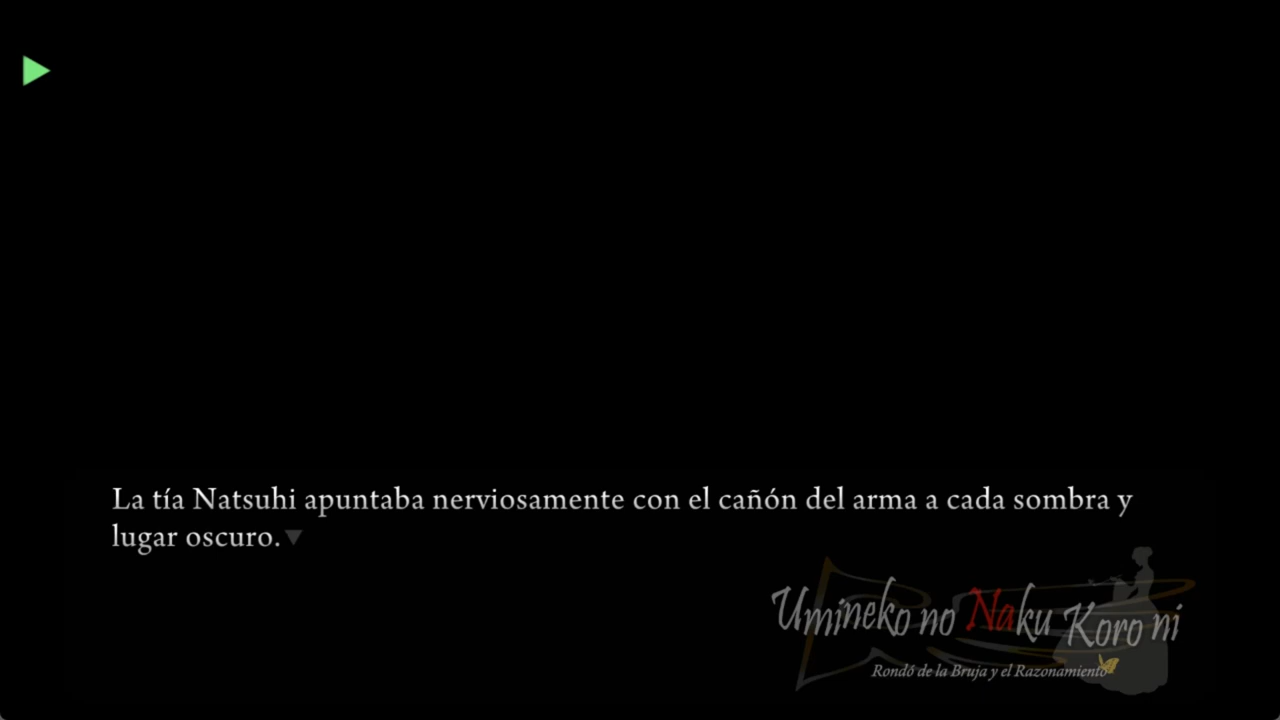 La tía Natsuhi apuntaba nerviosamente con el cañón del arma a cada sombra y
lugar oscuro.
Umineko no Naku Koro ni
Rondó de la Bruja y el Razonamiento